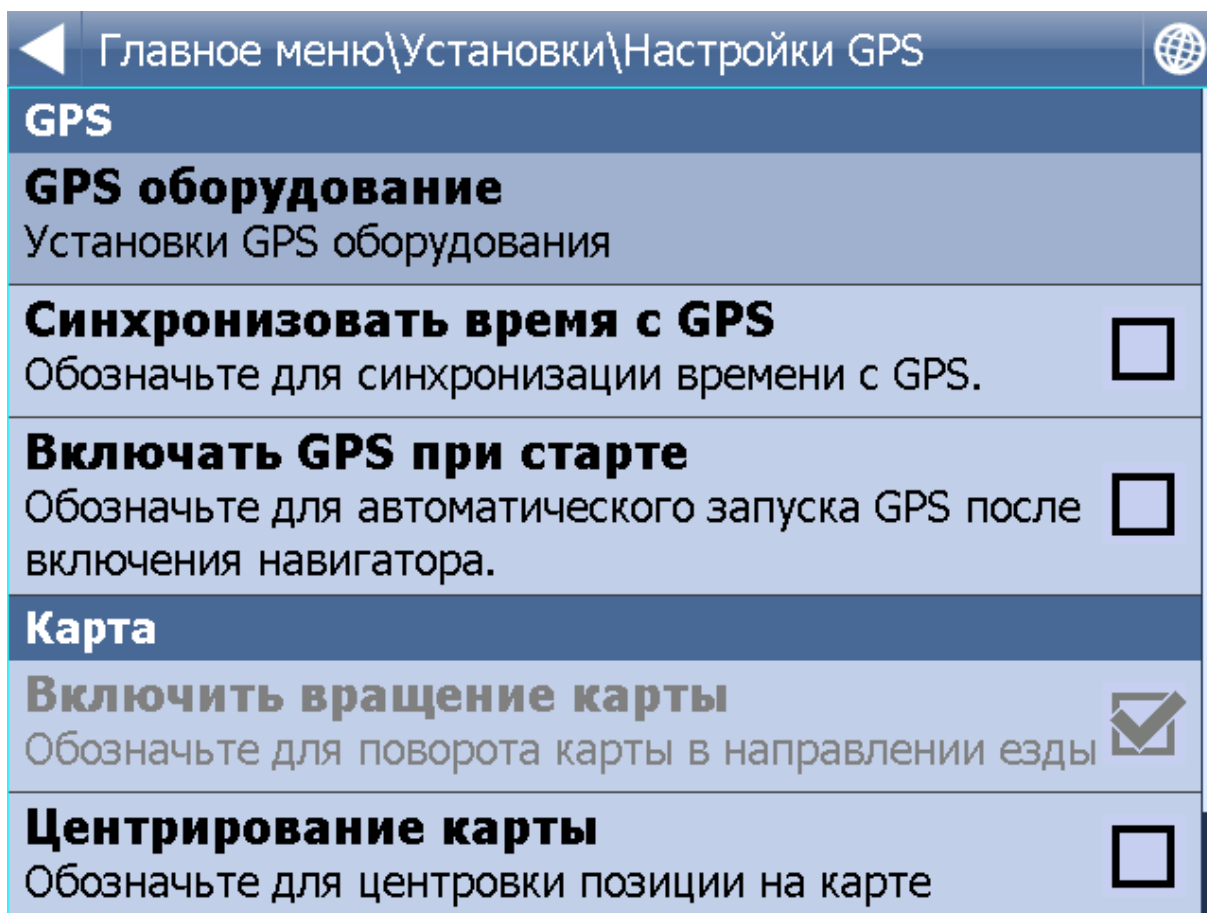 Главное меню\Установки\Настройки GPS
GPS
GPS оборудование
Установки GPS оборудования
Синхронизовать время с GPS
Обозначьте для синхронизации времени с GPS.
Включать GPS при старте
Обозначьте для автоматического запуска GPS после
включения навигатора.
Карта
Включить вращение карты
Обозначьте для поворота карты в направлении езды
Центрирование карты
Обозначьте для центровки позиции на карте